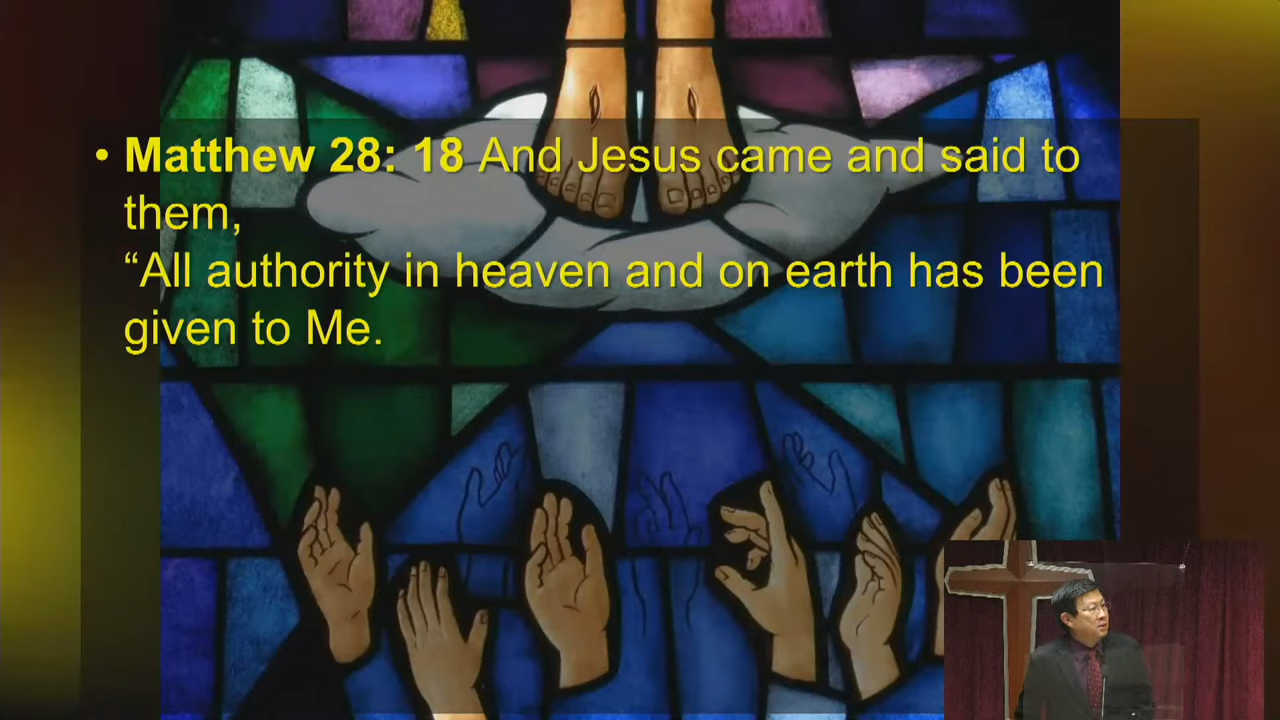 • Matthew 28: 18 And Jesus came and said to
them,
“All authority in heaven and on earth has been
given to Me.